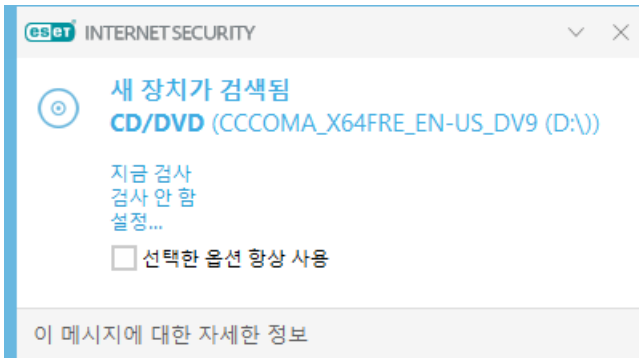 eset INTERNET SECURITY
새 장치가 검색됨
CD/DVD (CCCOMA_X64FRE_EN-US_DV9 (D:\))
지금 검사
검사 안 함
설정...
선택한 옵션 항상 사용
이 메시지에 대한 자세한 정보